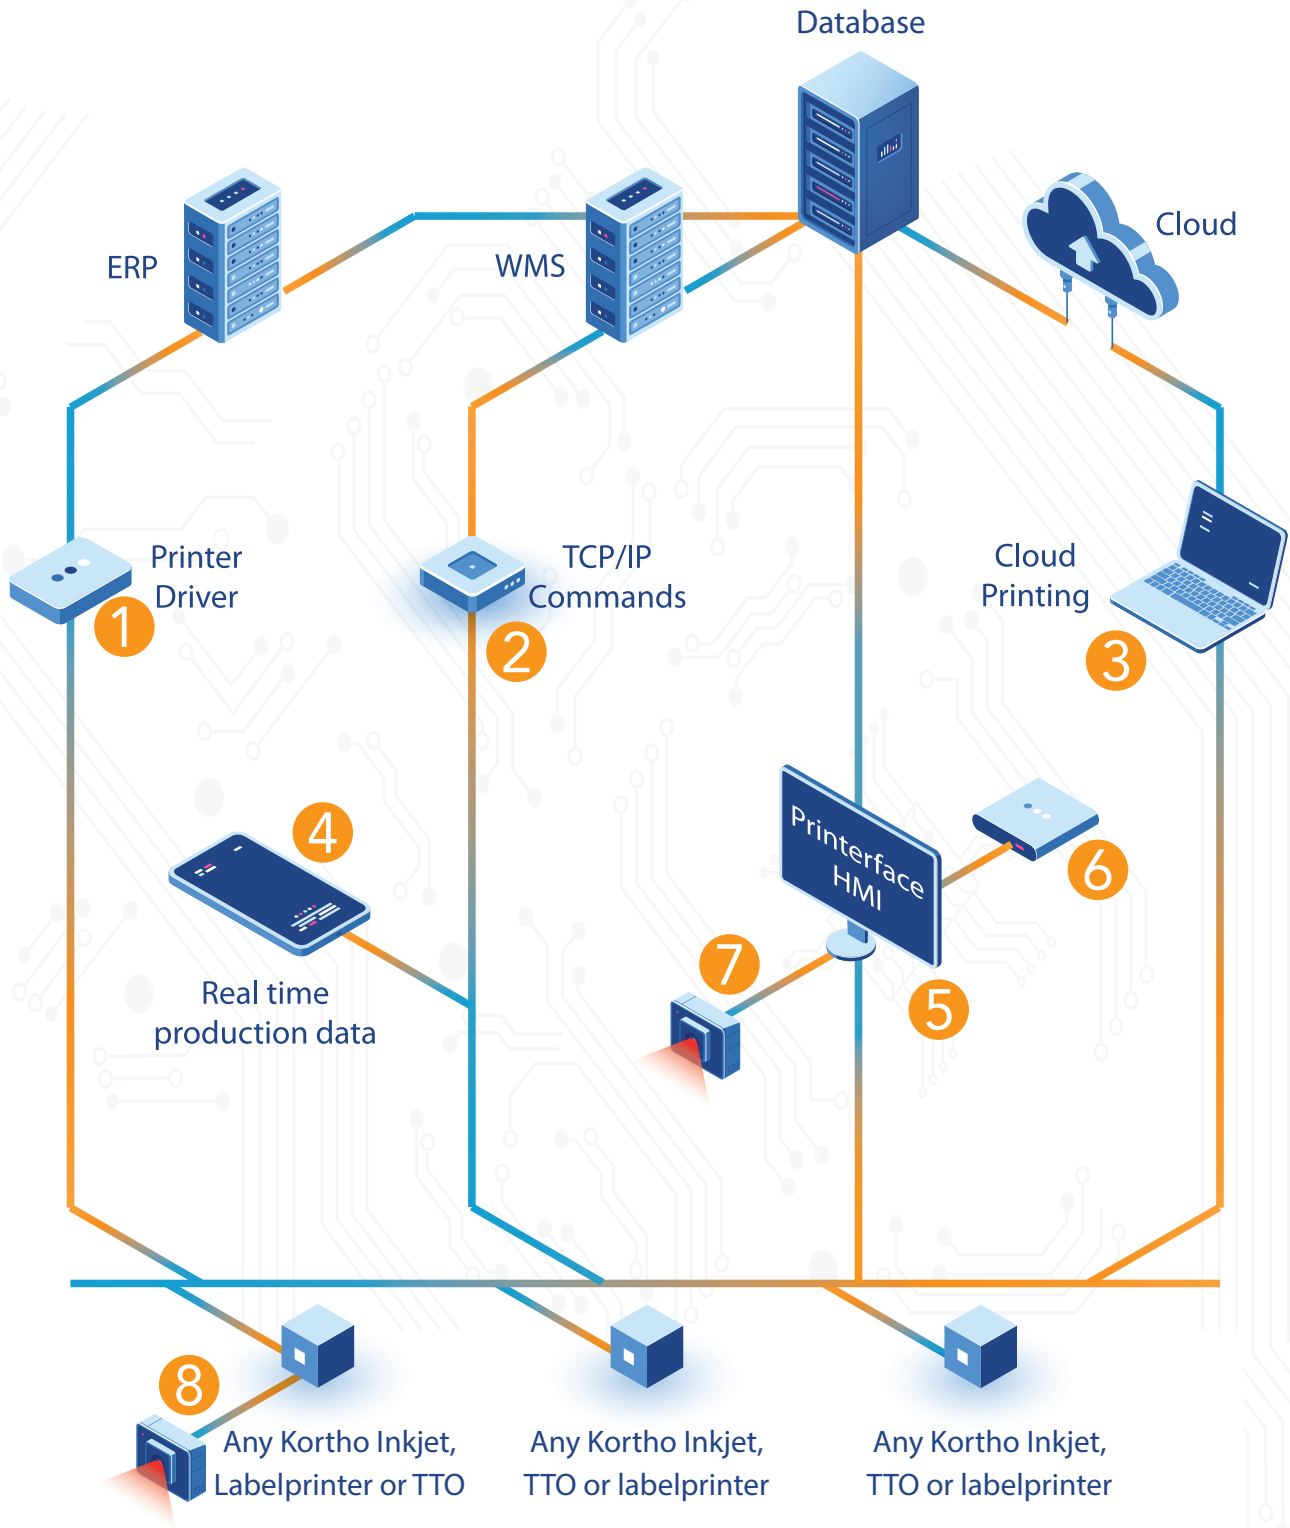 Database
Cloud
ERP
WMS
Printer
Driver
1
TCP/IP
Commands
2
Cloud
Printing
3
4
Real time
production data
Printerface
HMI
5
6
7
8
Any Kortho Inkjet,
Labelprinter or TTO
Any Kortho Inkjet,
TTO or labelprinter
Any Kortho Inkjet,
TTO or labelprinter